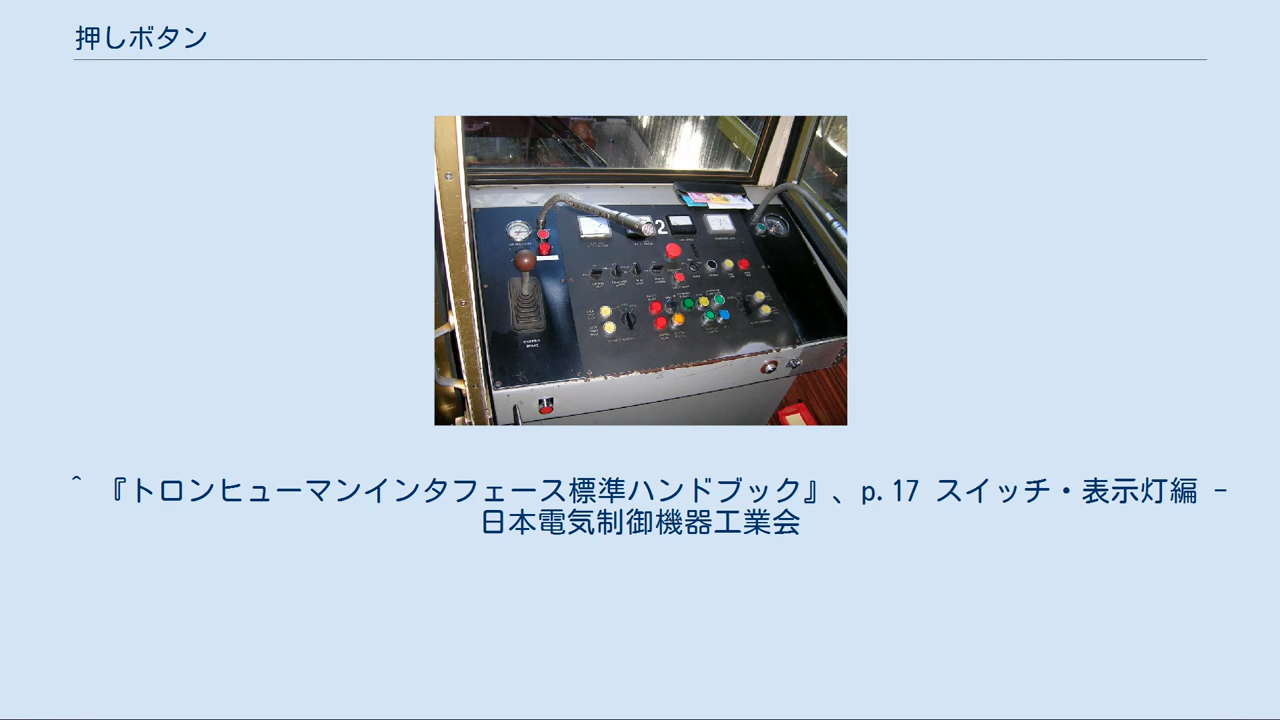 押しボタン
2
^ 『トロンヒューマンインタフェース標準ハンドブック』、p.17 スイッチ・表示灯編 -
日本電気制御機器工業会